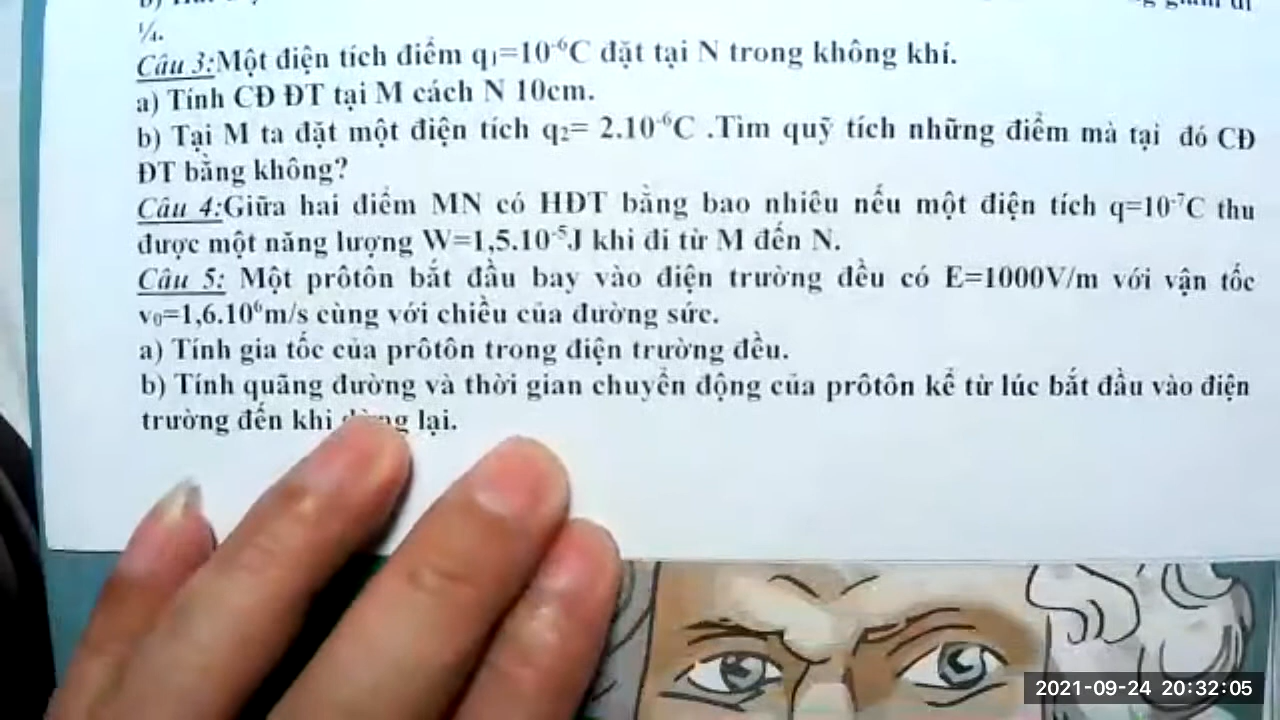 ¼.
Câu 3:Một điện tích điểm q₁=10⁻⁶C đặt tại N trong không khí.
a) Tính CĐ ĐT tại M cách N 10cm.
b) Tại M ta đặt một điện tích q₂= 2.10⁻⁶C .Tìm quỹ tích những điểm mà tại đó CĐ
ĐT bằng không?
Câu 4:Giữa hai điểm MN có HĐT bằng bao nhiêu nếu một điện tích q=10⁻⁷C thu
được một năng lượng W=1,5.10⁻⁵J khi đi từ M đến N.
Câu 5: Một prôtôn bắt đầu bay vào điện trường đều có E=1000V/m với vận tốc
v₀=1,6.10⁶m/s cùng với chiều của đường sức.
a) Tính gia tốc của prôtôn trong điện trường đều.
b) Tính quãng đường và thời gian chuyển động của prôtôn kể từ lúc bắt đầu vào điện
trường đến khi lại.
2021-09-24 20:32:05